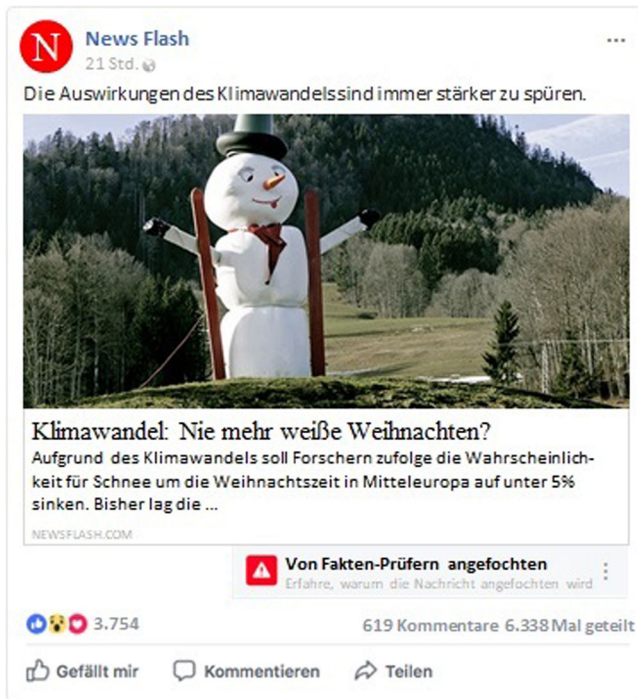 N News Flash
21 Std.
Die Auswirkungen des Klimawandelssind immer stärker zu spüren.
Klimawandel: Nie mehr weiße Weihnachten?
Aufgrund des Klimawandels soll Forschern zufolge die Wahrscheinlich-
keit für Schnee um die Weihnachtszeit in Mitteleuropa auf unter 5%
sinken. Bisher lag die ...
NEWSFLASH.COM
Von Fakten-Prüfern angefochten
Erfahre, warum die Nachricht angefochten wird
3.754 619 Kommentare 6.338 Mal geteilt
Gefällt mir Kommentieren Teilen